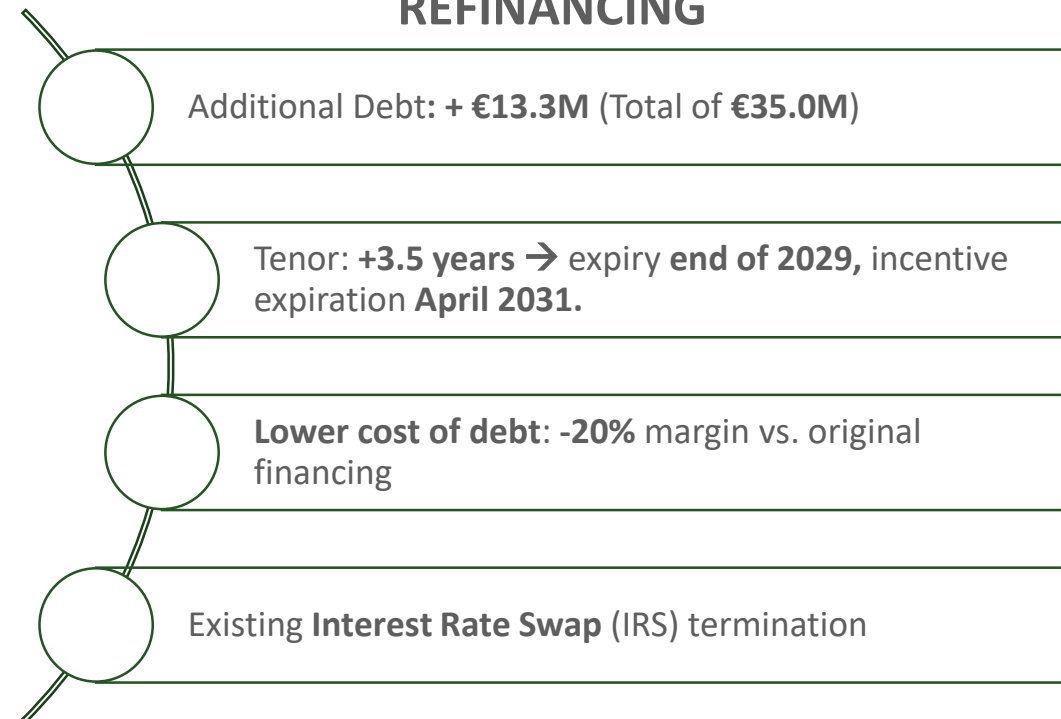 REFINANCING
Additional Debt: + €13.3M (Total of €35.0M)
Tenor: +3.5 years → expiry end of 2029, incentive
expiration April 2031.
Lower cost of debt: -20% margin vs. original
financing
Existing Interest Rate Swap (IRS) termination